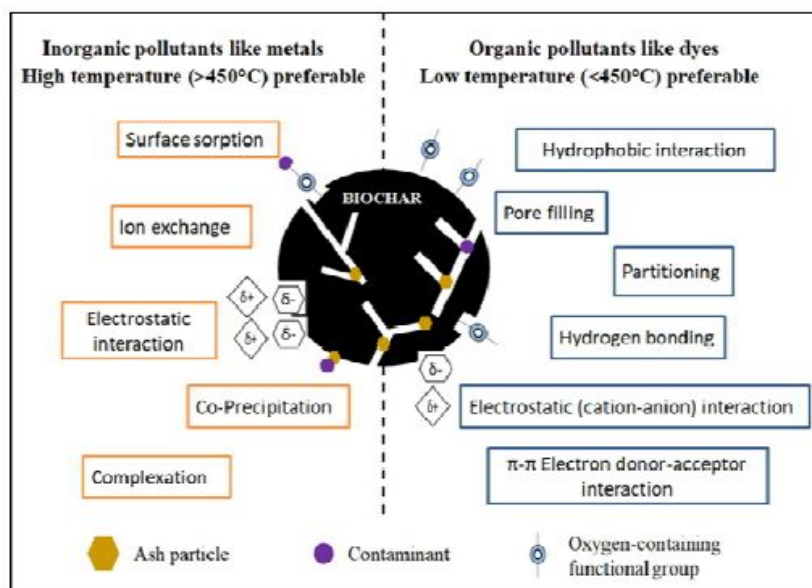 Inorganic pollutants like metals
High temperature (>450°C) preferable
Organic pollutants like dyes
Low temperature (<450°C) preferable
Surface sorption
Hydrophobic interaction
BIOCHAR
Pore filling
Ion exchange
Partitioning
δ+
δ-
δ+
δ-
Electrostatic
interaction
Hydrogen bonding
δ-
δ+
Co-Precipitation
Electrostatic (cation-anion) interaction
Complexation
π-π Electron donor-acceptor
interaction
Ash particle
Contaminant
Oxygen-containing
functional group